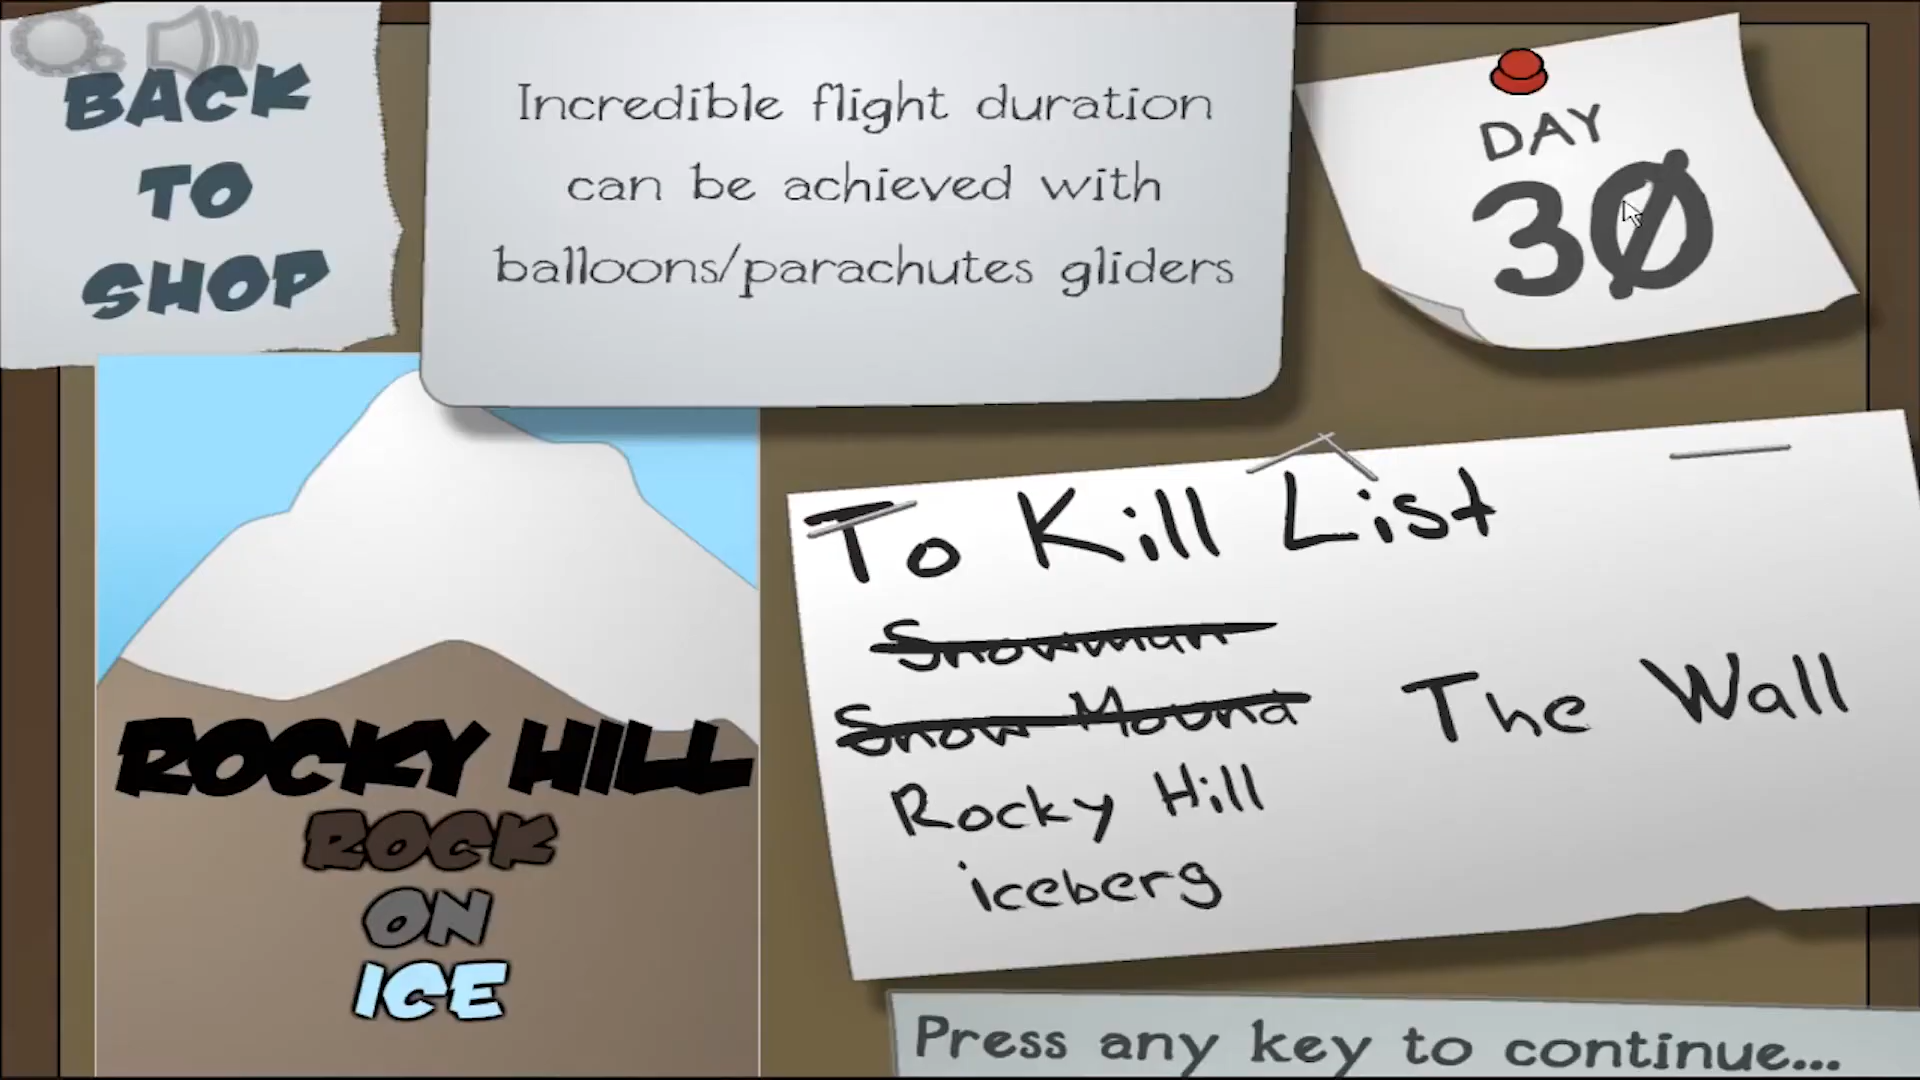 BACK
TO
SHOP
Incredible flight duration
can be achieved with
balloons/parachutes gliders
DAY
30
To Kill List
Snowman
Snow Mound
The Wall
Rocky Hill
iceberg
ROCKY HILL
ROCK
ON
ICE
Press any key to continue...